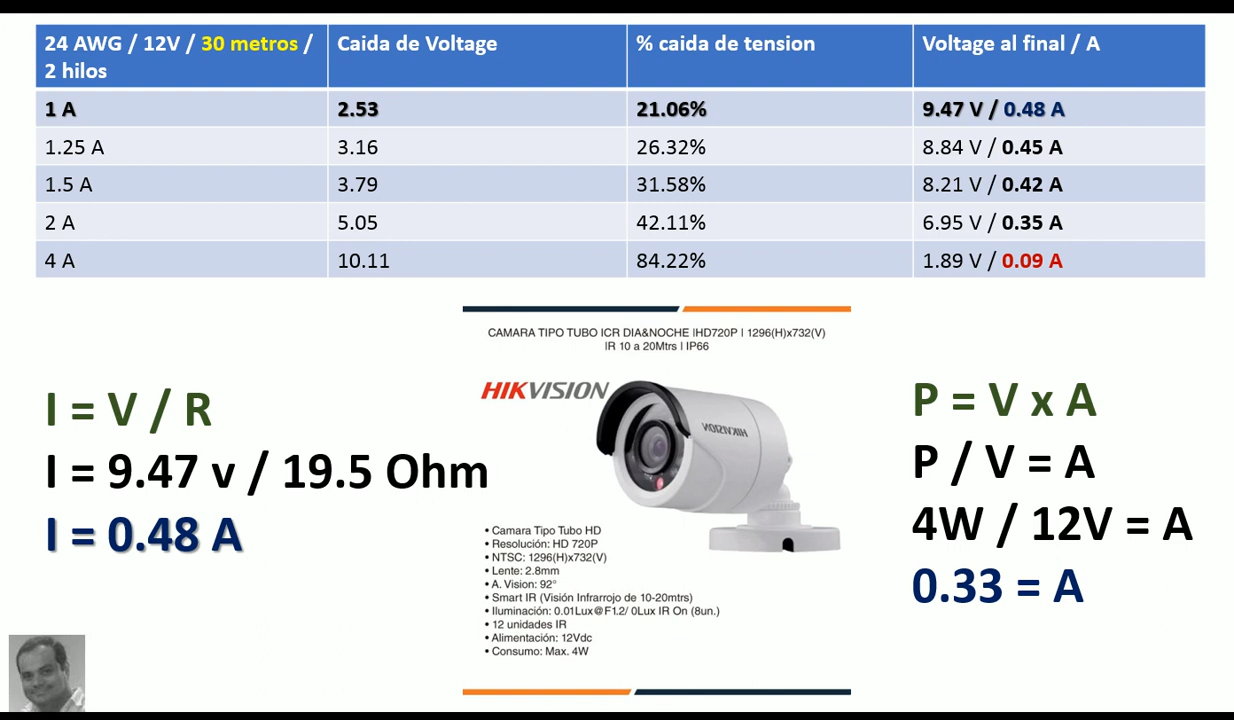 24 AWG / 12V / 30 metros /
2 hilos
Caida de Voltage
% caida de tension
Voltage al final / A
1 A
2.53
21.06%
9.47 V / 0.48 A
1.25 A
3.16
26.32%
8.84 V / 0.45 A
1.5 A
3.79
31.58%
8.21 V / 0.42 A
2 A
5.05
42.11%
6.95 V / 0.35 A
4 A
10.11
84.22%
1.89 V / 0.09 A
CAMARA TIPO TUBO ICR DIA&NOCHE |HD720P | 1296(H)x732(V)
IR 10 a 20Mtrs | IP66
HIKVISION
HIKVISION
I = V / R
I = 9.47 v / 19.5 Ohm
I = 0.48 A
• Camara Tipo Tubo HD
• Resolución: HD 720P
• NTSC: 1296(H)x732(V)
• Lente: 2.8mm
• A. Vision: 92°
• Smart IR (Visión Infrarrojo de 10-20mtrs)
• Iluminación: 0.01Lux@F1.2/ 0Lux IR On (8un.)
• 12 unidades IR
• Alimentación: 12Vdc
• Consumo: Max. 4W
P = V x A
P / V = A
4W / 12V = A
0.33 = A